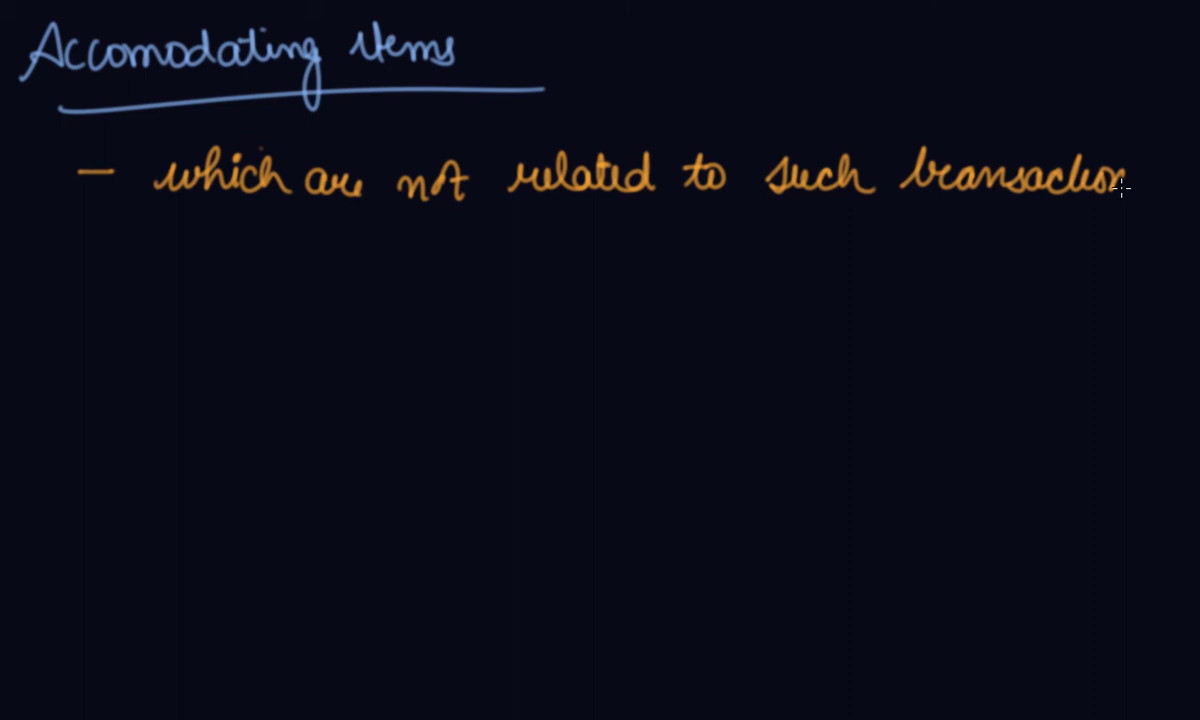 Accomodating items
— which are not related to such transaction